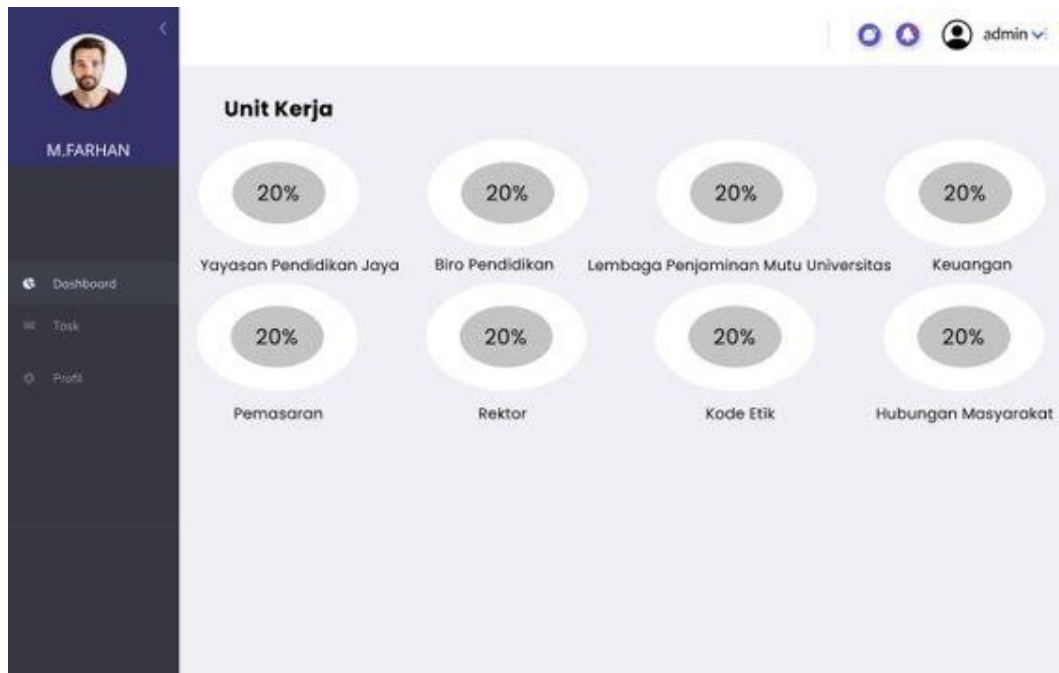 admin
M.FARHAN
Dashboard
Task
Profil
Unit Kerja
20% 20% 20% 20%
Yayasan Pendidikan Jaya Biro Pendidikan Lembaga Penjaminan Mutu Universitas Keuangan
20% 20% 20% 20%
Pemasaran Rektor Kode Etik Hubungan Masyarakat